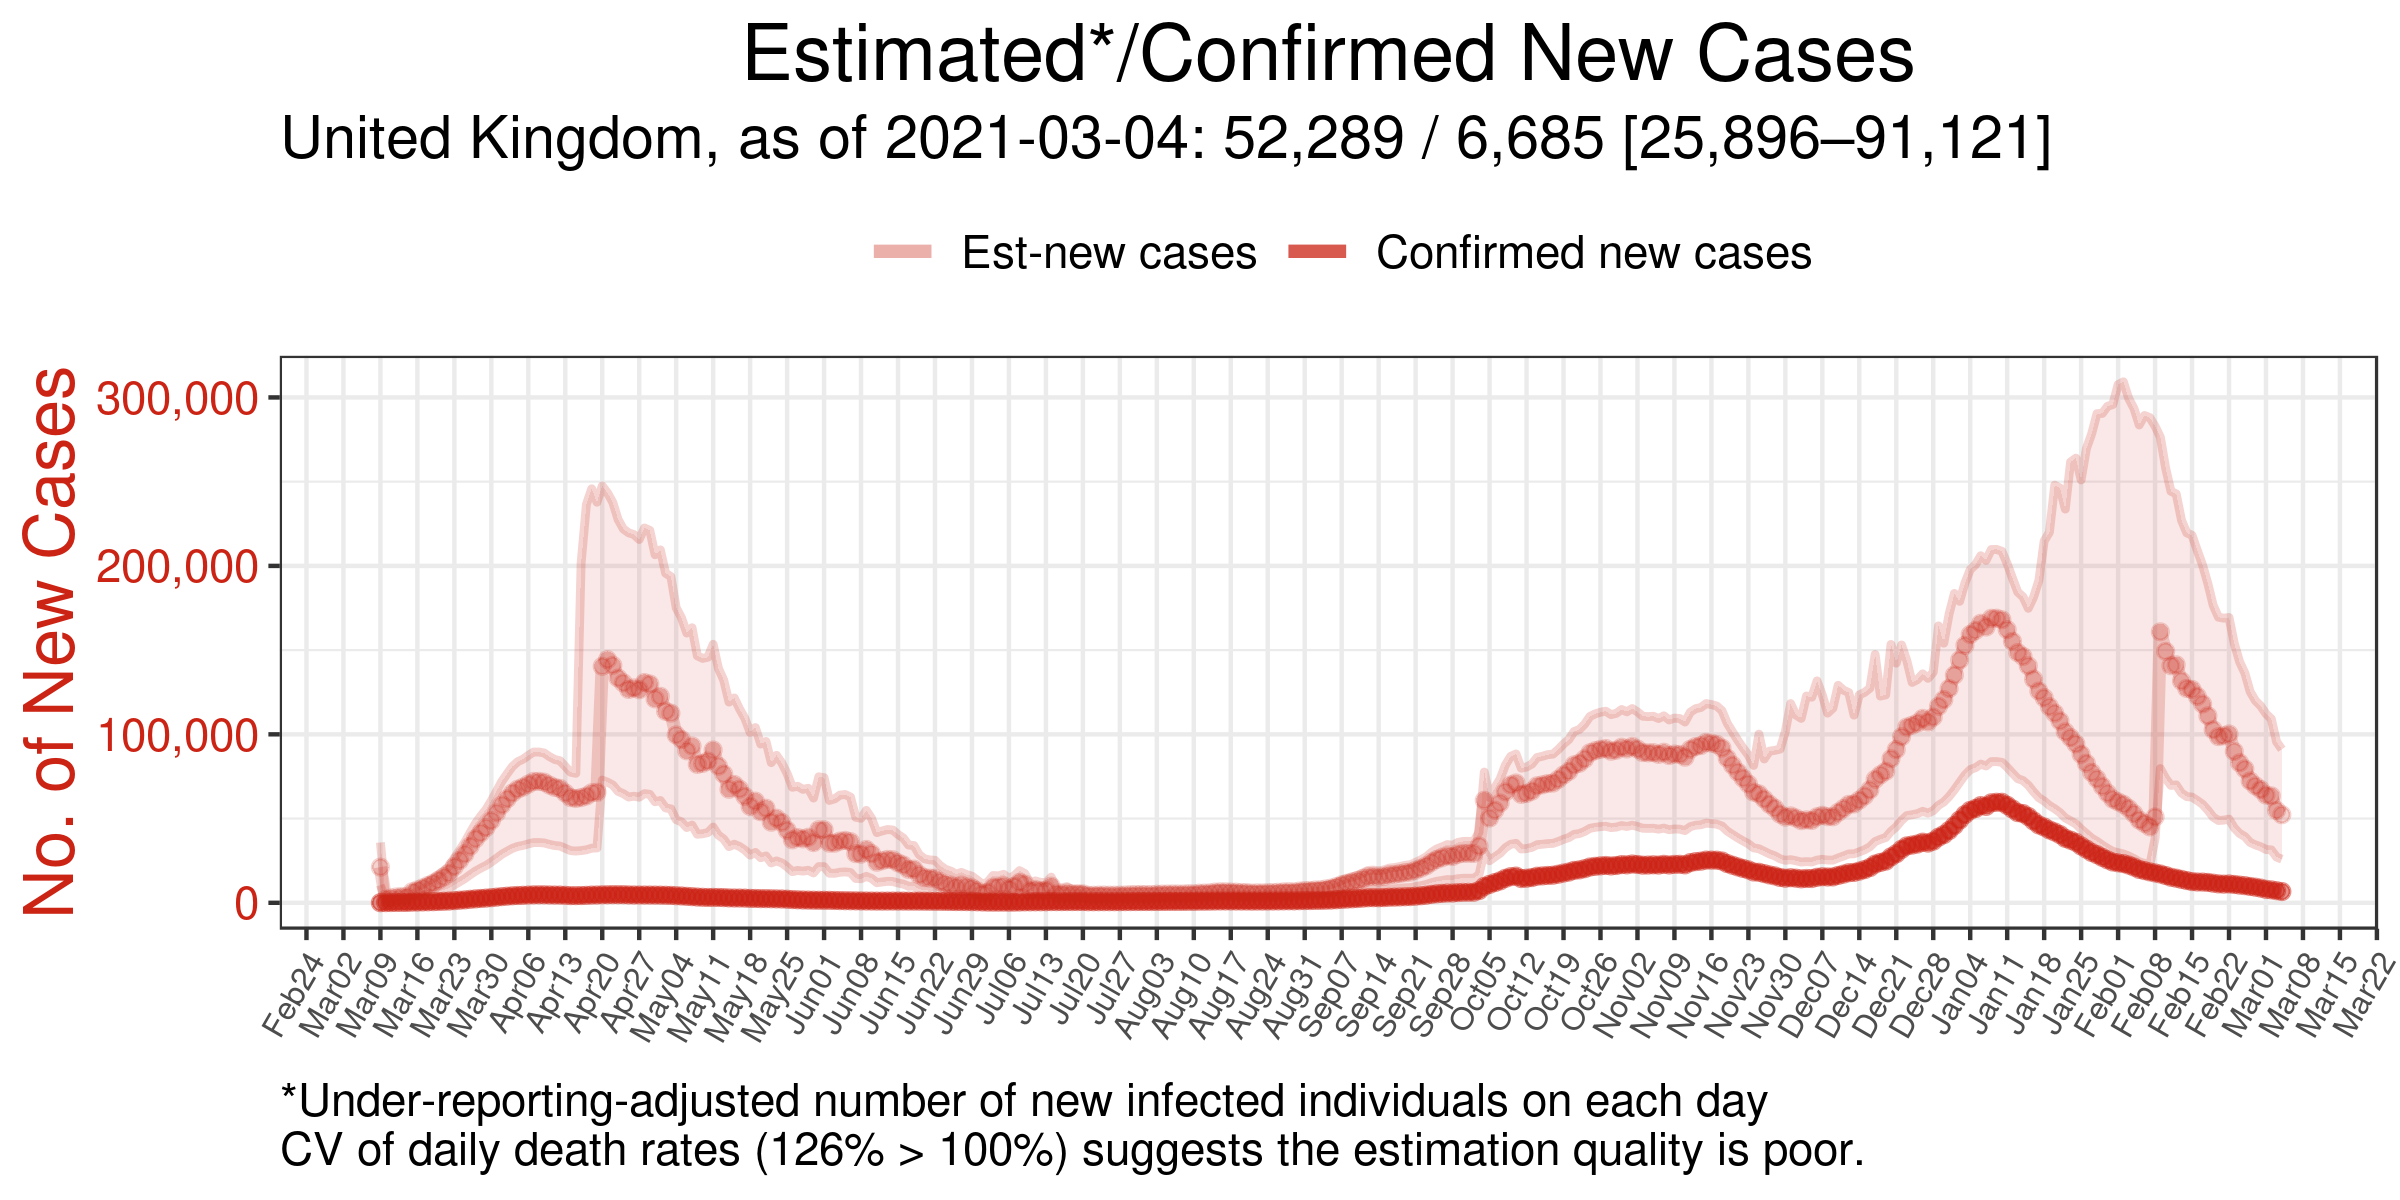 Estimated*/Confirmed New Cases
United Kingdom, as of 2021-03-04: 52,289 / 6,685 [25,896–91,121]
Est-new cases
Confirmed new cases
No. of New Cases
300,000
200,000
100,000
0
Feb24
Mar02
Mar09
Mar16
Mar23
Mar30
Apr06
Apr13
Apr20
Apr27
May04
May11
May18
May25
Jun01
Jun08
Jun15
Jun22
Jun29
Jul06
Jul13
Jul20
Jul27
Aug03
Aug10
Aug17
Aug24
Aug31
Sep07
Sep14
Sep21
Sep28
Oct05
Oct12
Oct19
Oct26
Nov02
Nov09
Nov16
Nov23
Nov30
Dec07
Dec14
Dec21
Dec28
Jan04
Jan11
Jan18
Jan25
Feb01
Feb08
Feb15
Feb22
Mar01
Mar08
Mar15
Mar22
*Under-reporting-adjusted number of new infected individuals on each day
CV of daily death rates (126% > 100%) suggests the estimation quality is poor.